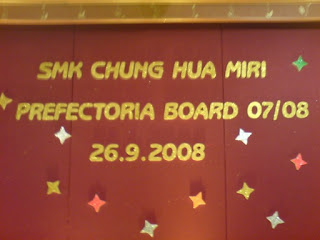 SMK CHUNG HUA MIRI
PREFECTORIA BOARD 07/08
26.9.2008